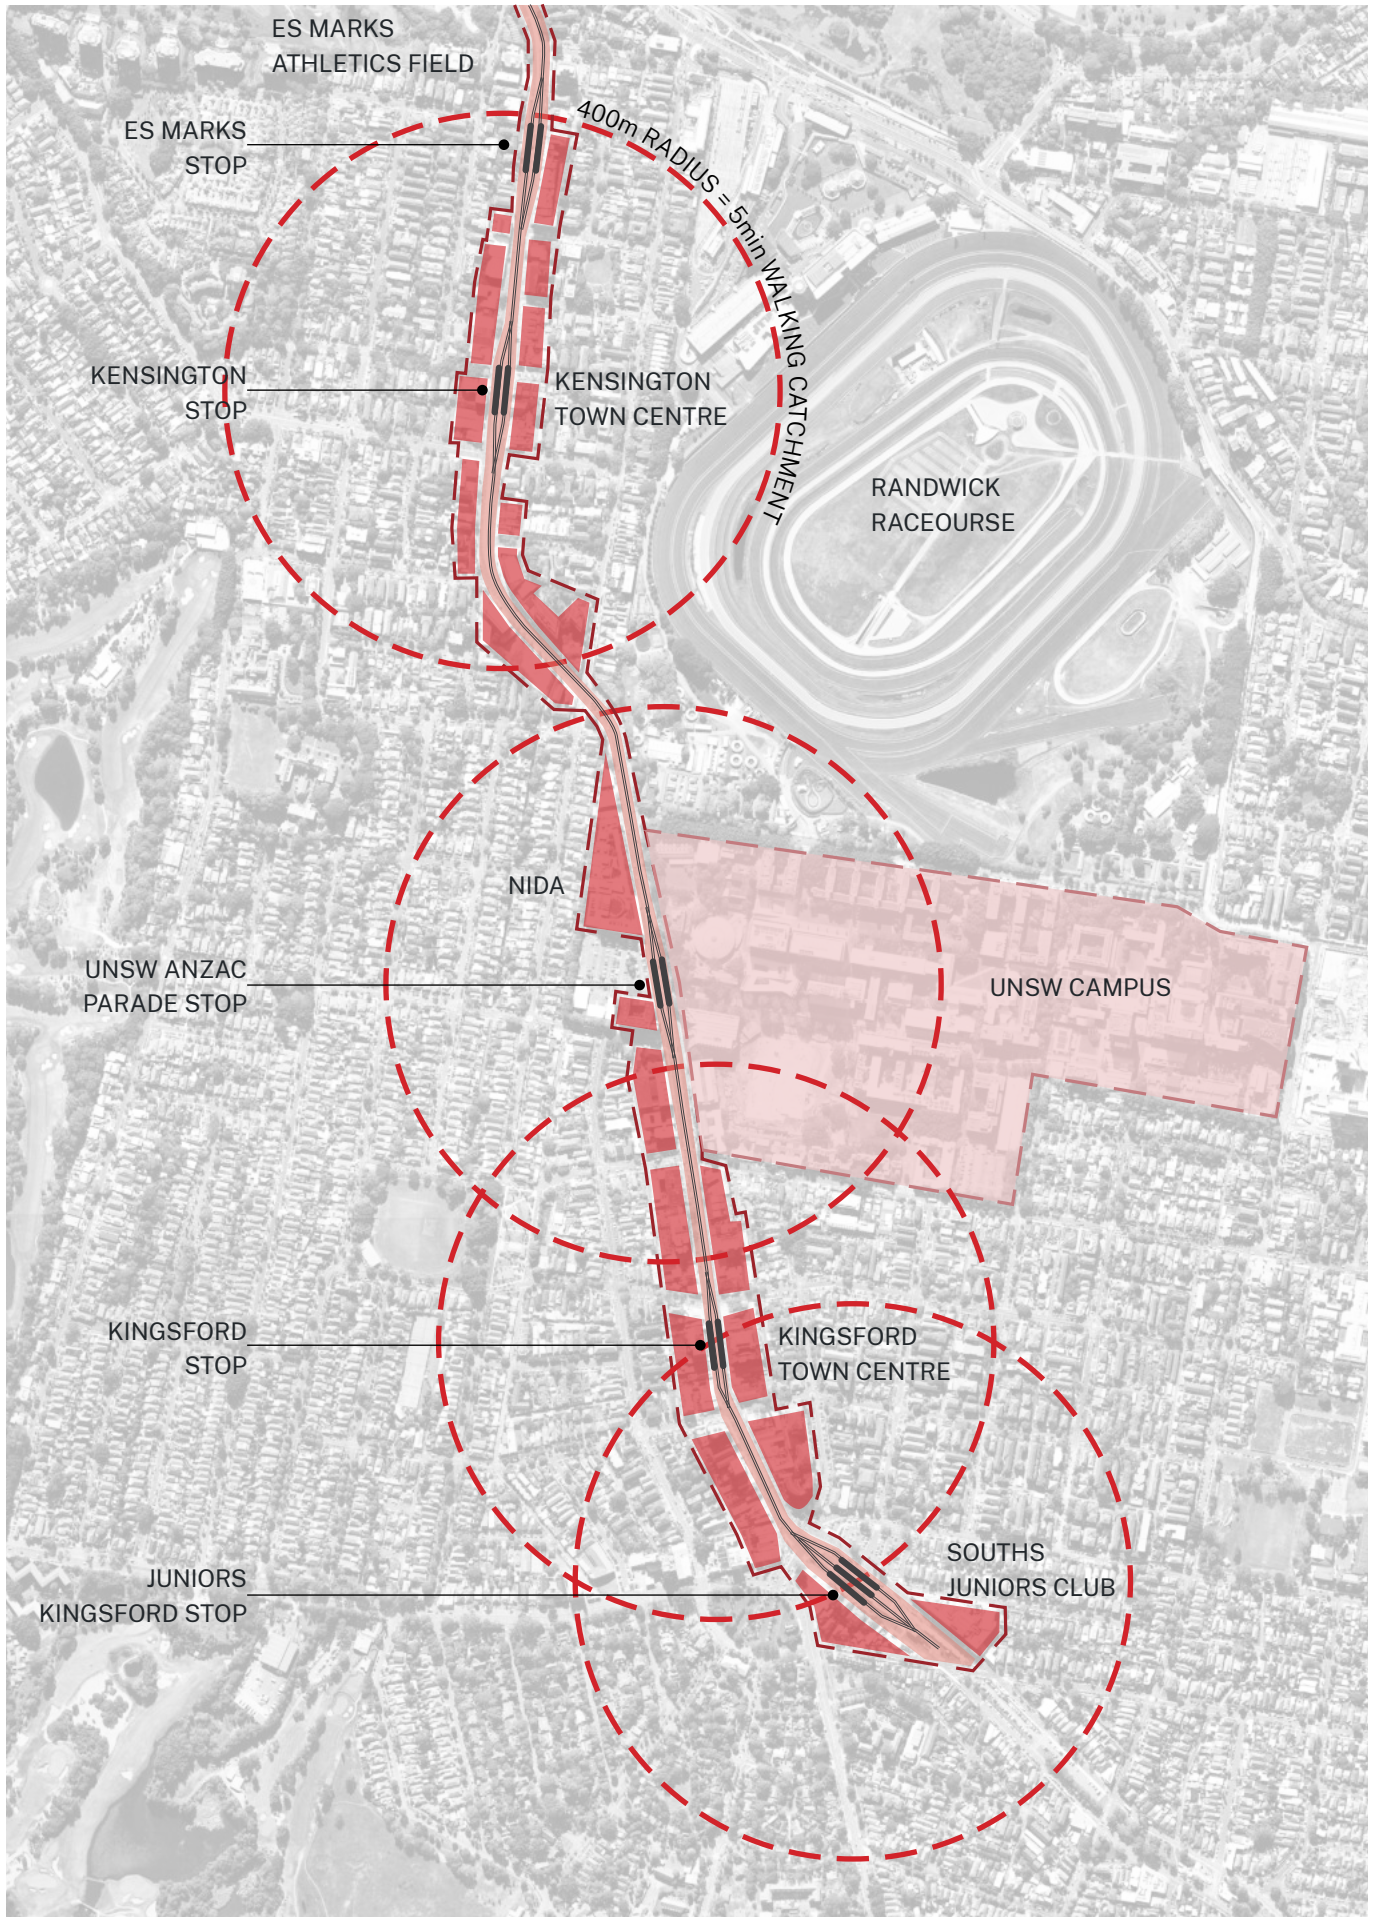 ES MARKS
ATHLETICS FIELD
400m RADIUS = 5min WALKING CATCHMENT
ES MARKS
STOP
KENSINGTON
STOP
KENSINGTON
TOWN CENTRE
RANDWICK
RACEOURSE
NIDA
UNSW ANZAC
PARADE STOP
UNSW CAMPUS
KINGSFORD
STOP
KINGSFORD
TOWN CENTRE
SOUTHS
JUNIORS CLUB
JUNIORS
KINGSFORD STOP